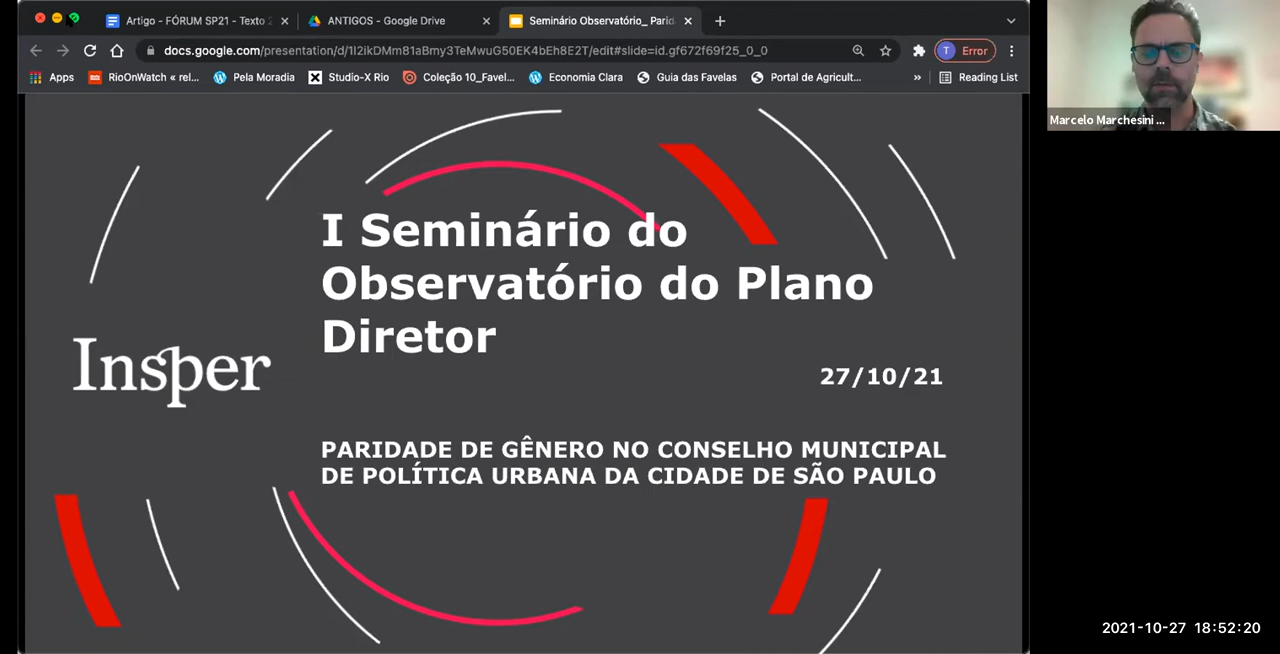 Artigo - FÓRUM SP21 - Texto 2
ANTIGOS - Google Drive
Seminário Observatório_ Parid
docs.google.com/presentation/d/1I2ikDMm81aBmy3TeMwuG50EK4bEh8E2T/edit#slide=id.gf672f69f25_0_0
T Error
Apps
RioOnWatch « rel...
Pela Moradia
Studio-X Rio
Coleção 10_Favel...
Economia Clara
Guia das Favelas
Portal de Agricult...
»
Reading List
Marcelo Marchesini ...
I Seminário do
Observatório do Plano
Diretor
Insper
27/10/21
PARIDADE DE GÊNERO NO CONSELHO MUNICIPAL
DE POLÍTICA URBANA DA CIDADE DE SÃO PAULO
2021-10-27 18:52:20